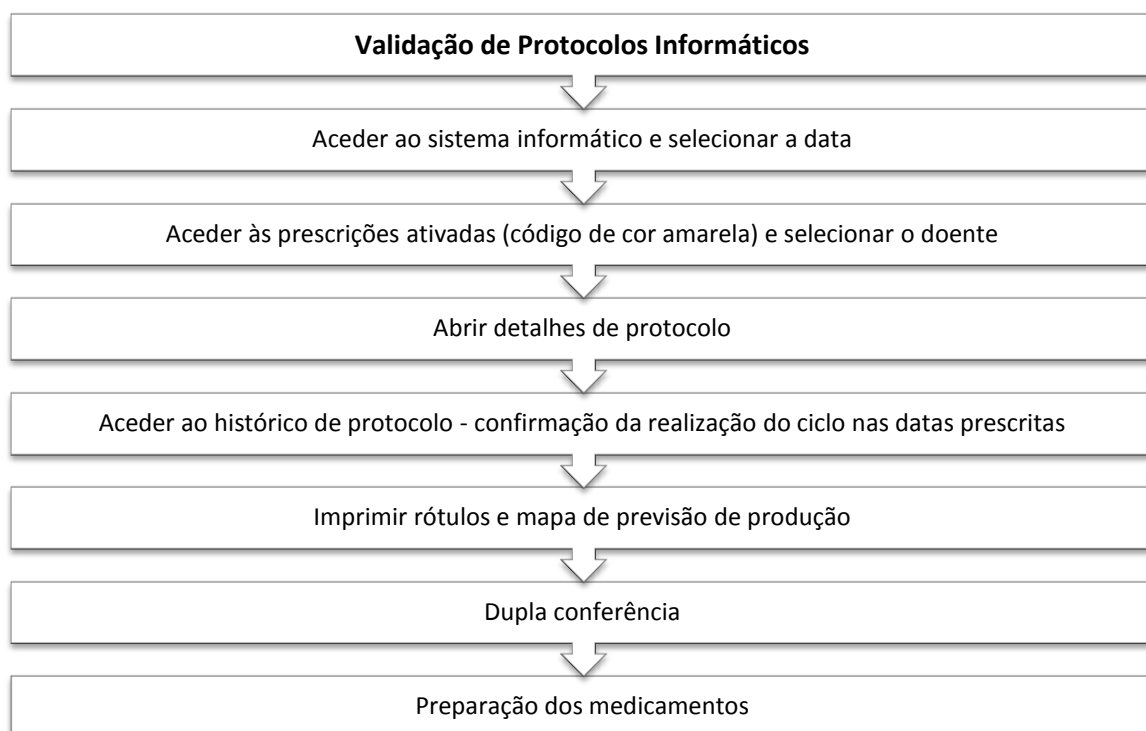 Validação de Protocolos Informáticos
Aceder ao sistema informático e selecionar a data
Aceder às prescrições ativadas (código de cor amarela) e selecionar o doente
Abrir detalhes de protocolo
Aceder ao histórico de protocolo - confirmação da realização do ciclo nas datas prescritas
Imprimir rótulos e mapa de previsão de produção
Dupla conferência
Preparação dos medicamentos